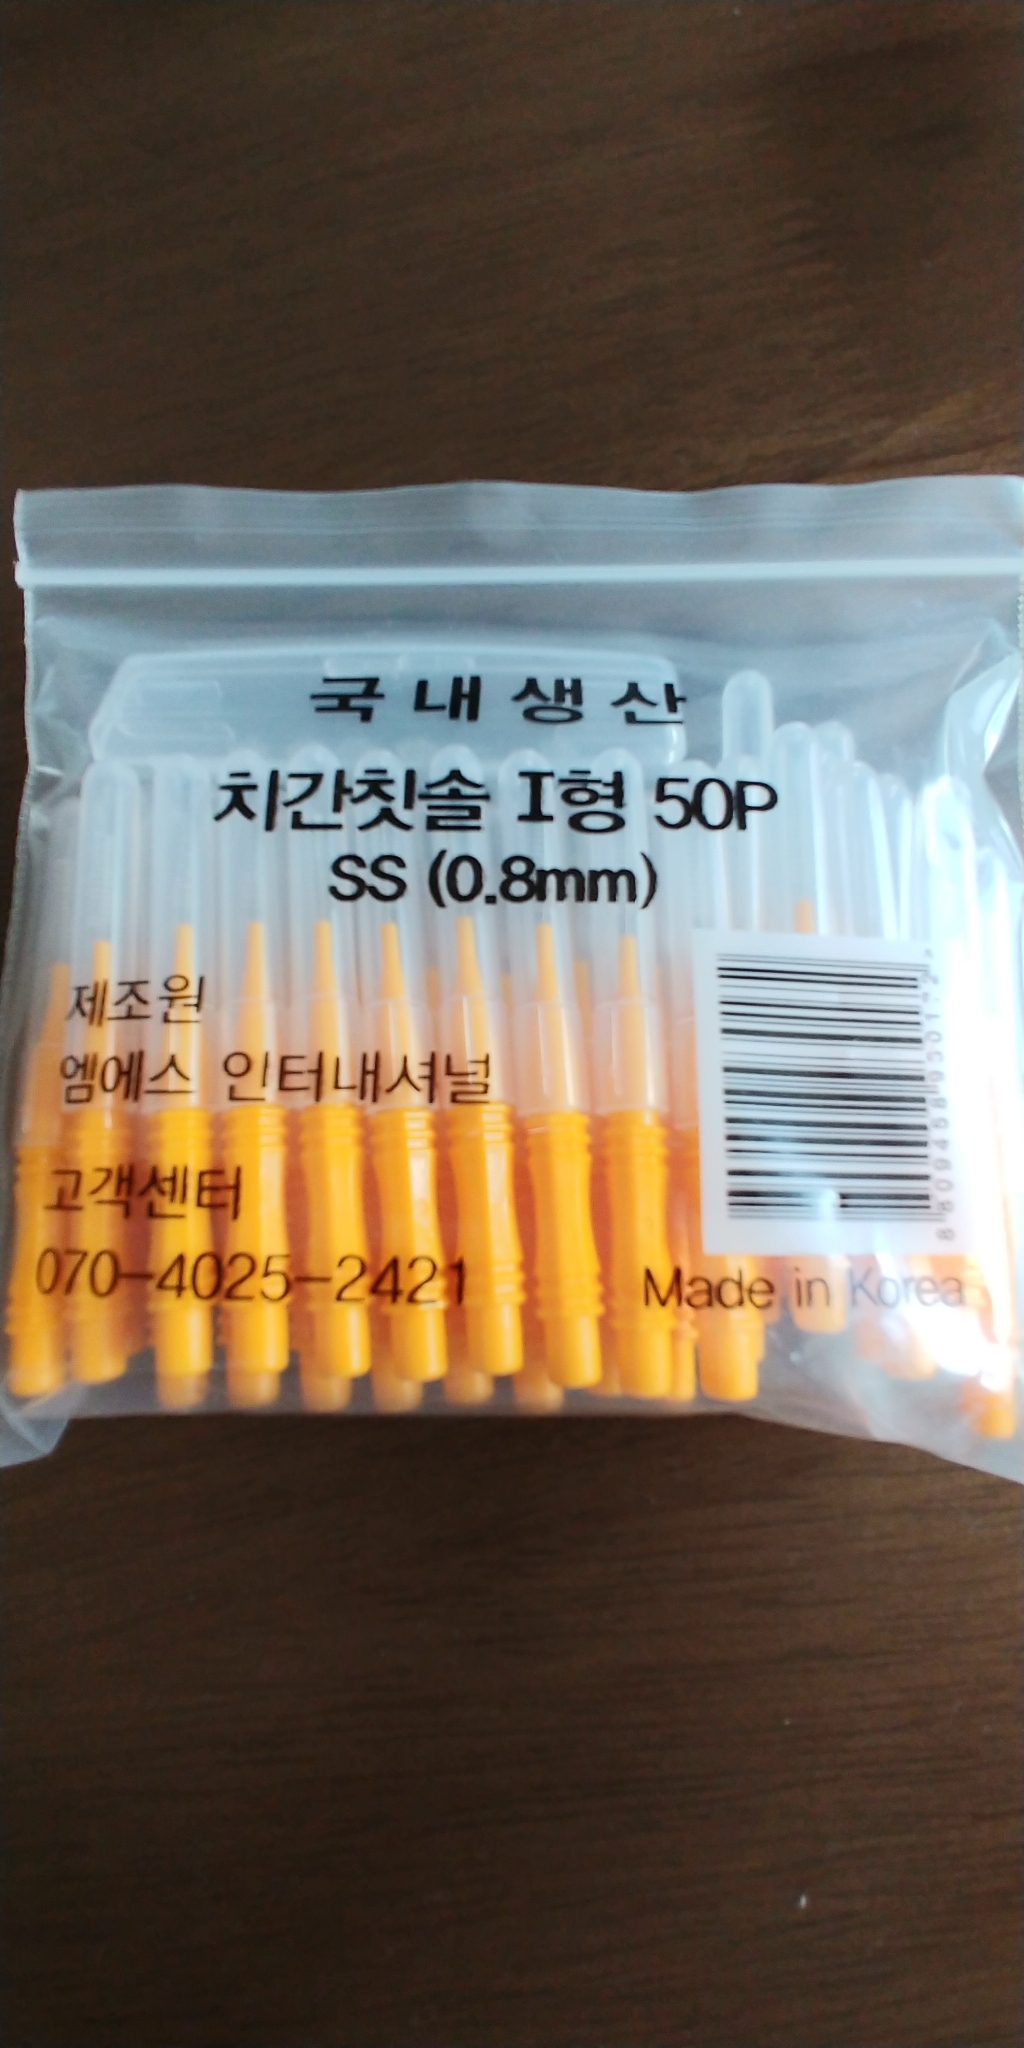 국내생산
치간칫솔 I형 50P
SS (0.8mm)
제조원
엠에스 인터내셔널
고객센터
070-4025-2421
Made in Korea